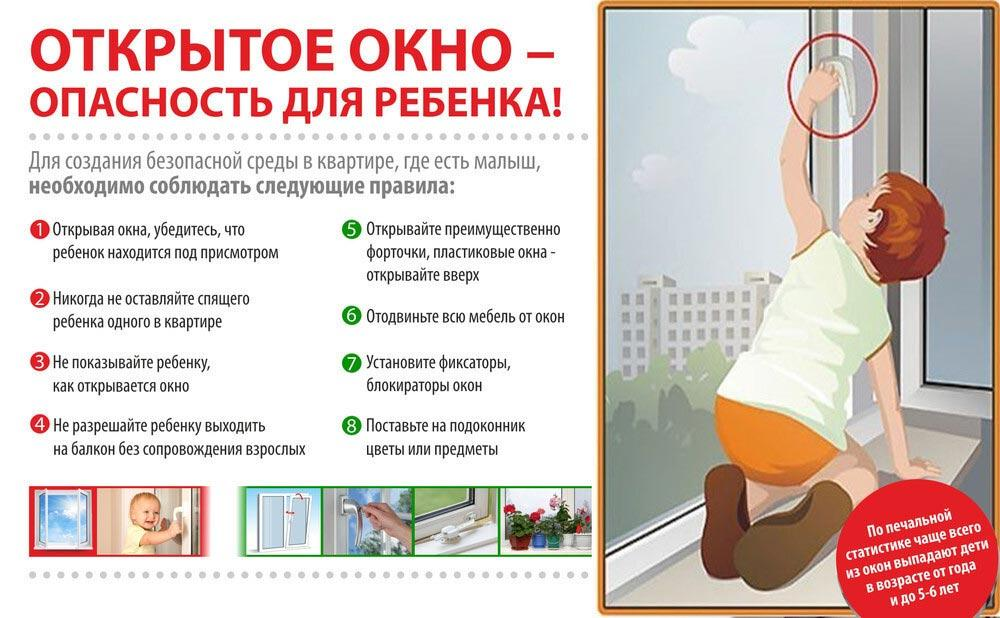 ОТКРЫТОЕ ОКНО –
ОПАСНОСТЬ ДЛЯ РЕБЕНКА!
Для создания безопасной среды в квартире, где есть малыш,
необходимо соблюдать следующие правила:
1 Открывая окна, убедитесь, что
ребенок находится под присмотром
2 Никогда не оставляйте спящего
ребенка одного в квартире
3 Не показывайте ребенку,
как открывается окно
4 Не разрешайте ребенку выходить
на балкон без сопровождения взрослых
5 Открывайте преимущественно
форточки, пластиковые окна -
открывайте вверх
6 Отодвиньте всю мебель от окон
7 Установите фиксаторы,
блокираторы окон
8 Поставьте на подоконник
цветы или предметы
По печальной
статистике чаще всего
из окон выпадают дети
в возрасте от года
и до 5-6 лет